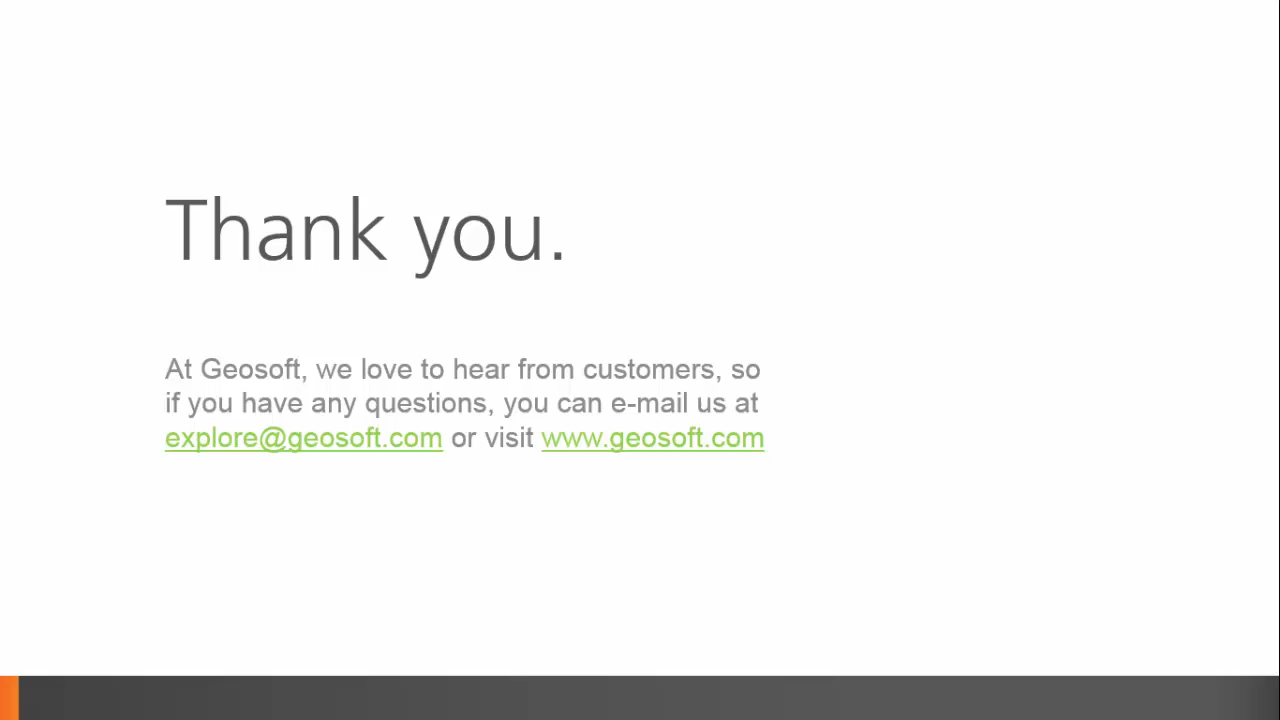 Thank you.
At Geosoft, we love to hear from customers, so
if you have any questions, you can e-mail us at
explore@geosoft.com or visit www.geosoft.com